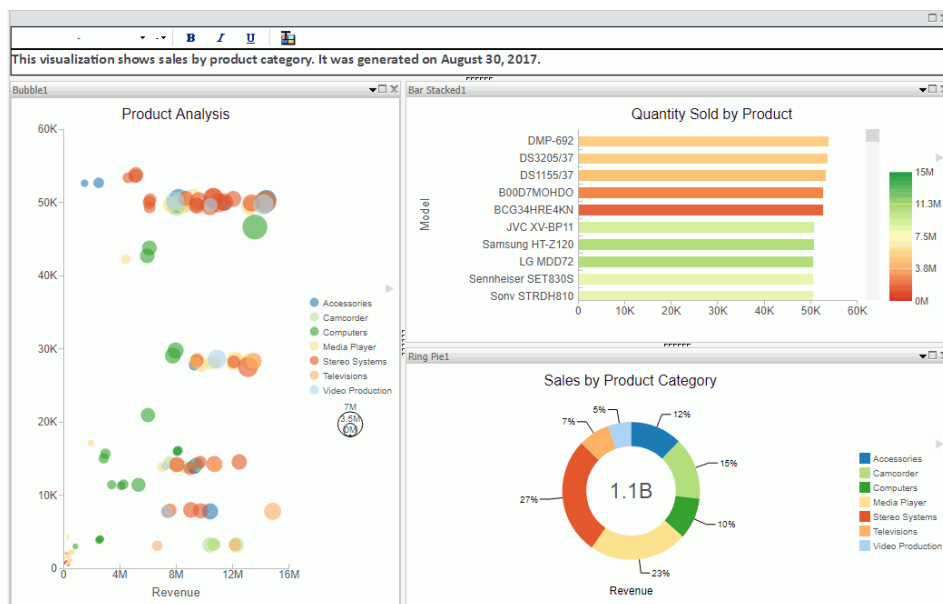 B I U
This visualization shows sales by product category. It was generated on August 30, 2017.
Bubble1
Product Analysis
60K
50K
40K
30K
20K
10K
0
0 4M 8M 12M 16M
Revenue
Accessories
Camcorder
Computers
Media Player
Stereo Systems
Televisions
Video Production
7M
3.5M
0M
Bar Stacked1
Quantity Sold by Product
Model
DMP-692
DS3205/37
DS1155/37
B00D7MOHDO
BCG34HRE4KN
JVC XV-BP11
Samsung HT-Z120
LG MDD72
Sennheiser SET830S
Sony STRDH810
0 10K 20K 30K 40K 50K 60K
15M
11.3M
7.5M
3.8M
0M
Ring Pie1
Sales by Product Category
5%
12%
7%
15%
27%
1.1B
10%
23%
Revenue
Accessories
Camcorder
Computers
Media Player
Stereo Systems
Televisions
Video Production